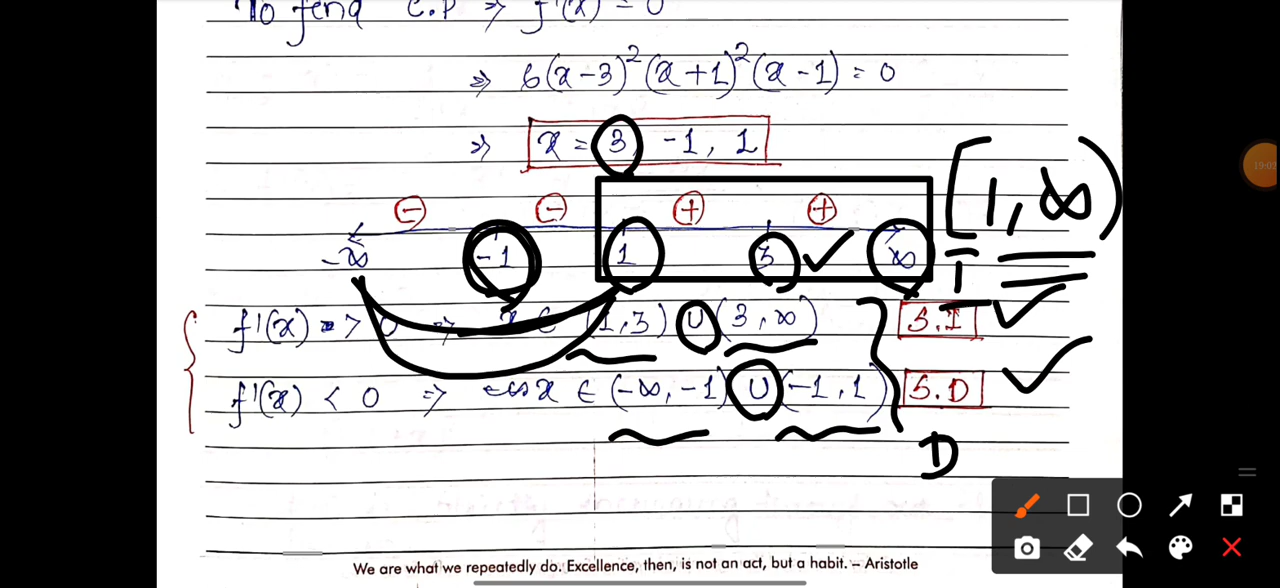 To find C.P ⇒ f'(x) = 0
⇒ 6(x-3)²(x+1)²(x-1) = 0
⇒ x = 3, -1, 1
[1, ∞)
⊖ ⊖ ⊕ ⊕
-∞ -1 1 3 ✓ ∞
I
f'(x) > 0 ⇒ x ∈ (1,3) ∪ (3,∞) S.I ✓
f'(x) < 0 ⇒ x ∈ (-∞,-1) ∪ (-1,1) S.D ✓
D
We are what we repeatedly do. Excellence, then, is not an act, but a habit. – Aristotle